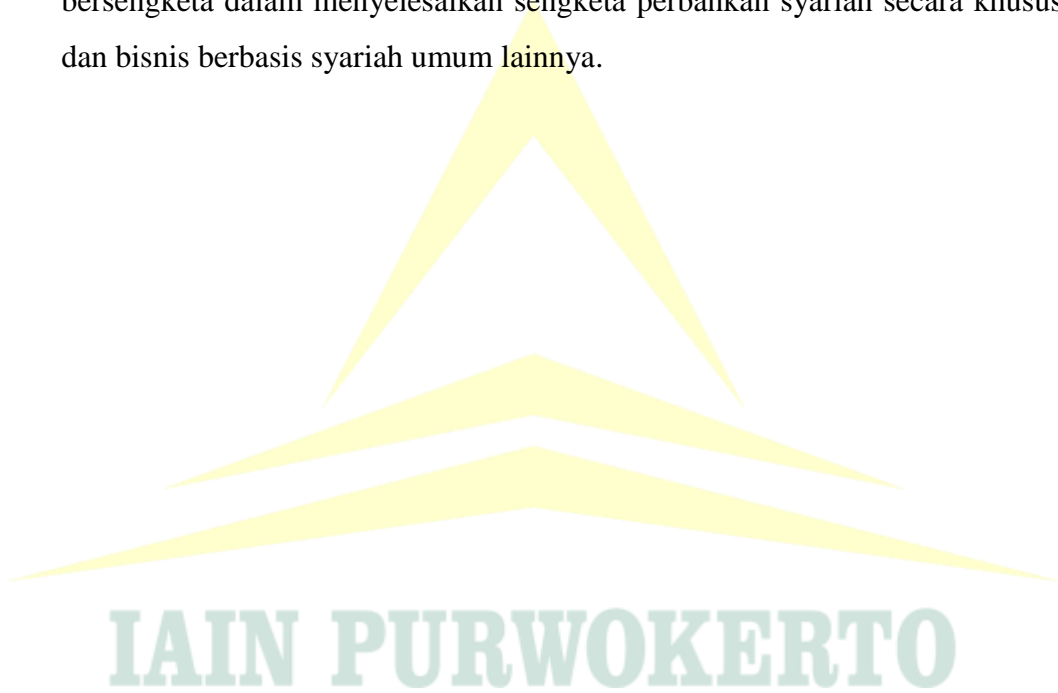 bersengketa dalam menyelesaikan sengketa perbankan syariah secara khusus
dan bisnis berbasis syariah umum lainnya.
IAIN PURWOKERTO